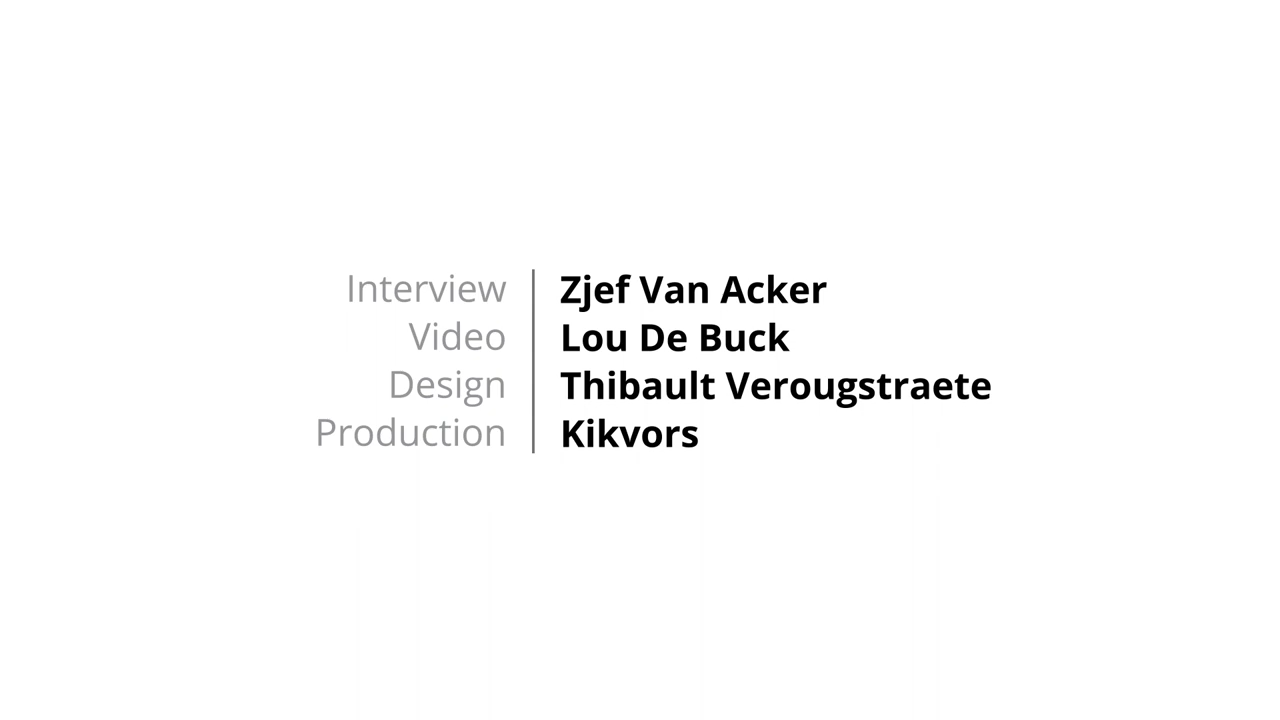 Interview Zjef Van Acker
Video Lou De Buck
Design Thibault Verougstraete
Production Kikvors